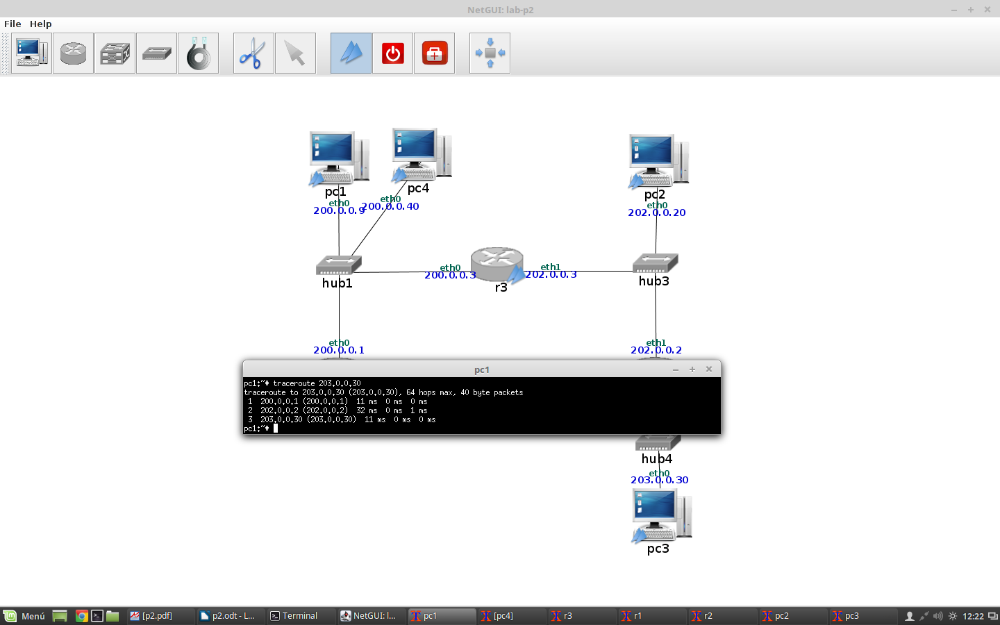 NetGUI: lab-p2
File Help
pc1
eth0
200.0.0.9
pc4
eth0
200.0.0.40
pc2
eth0
202.0.0.20
hub1
eth0
200.0.0.3
r3
eth1
202.0.0.3
hub3
eth0
200.0.0.1
eth1
202.0.0.2
pc1
pc1:~# traceroute 203.0.0.30
traceroute to 203.0.0.30 (203.0.0.30), 64 hops max, 40 byte packets
1 200.0.0.1 (200.0.0.1) 11 ms 0 ms 0 ms
2 202.0.0.2 (202.0.0.2) 32 ms 0 ms 1 ms
3 203.0.0.30 (203.0.0.30) 11 ms 0 ms 0 ms
pc1:~#
hub4
eth0
203.0.0.30
pc3
Menú [p2.pdf] p2.odt - L... Terminal NetGUI: l... pc1 [pc4] r3 r1 r2 pc2 pc3 12:22